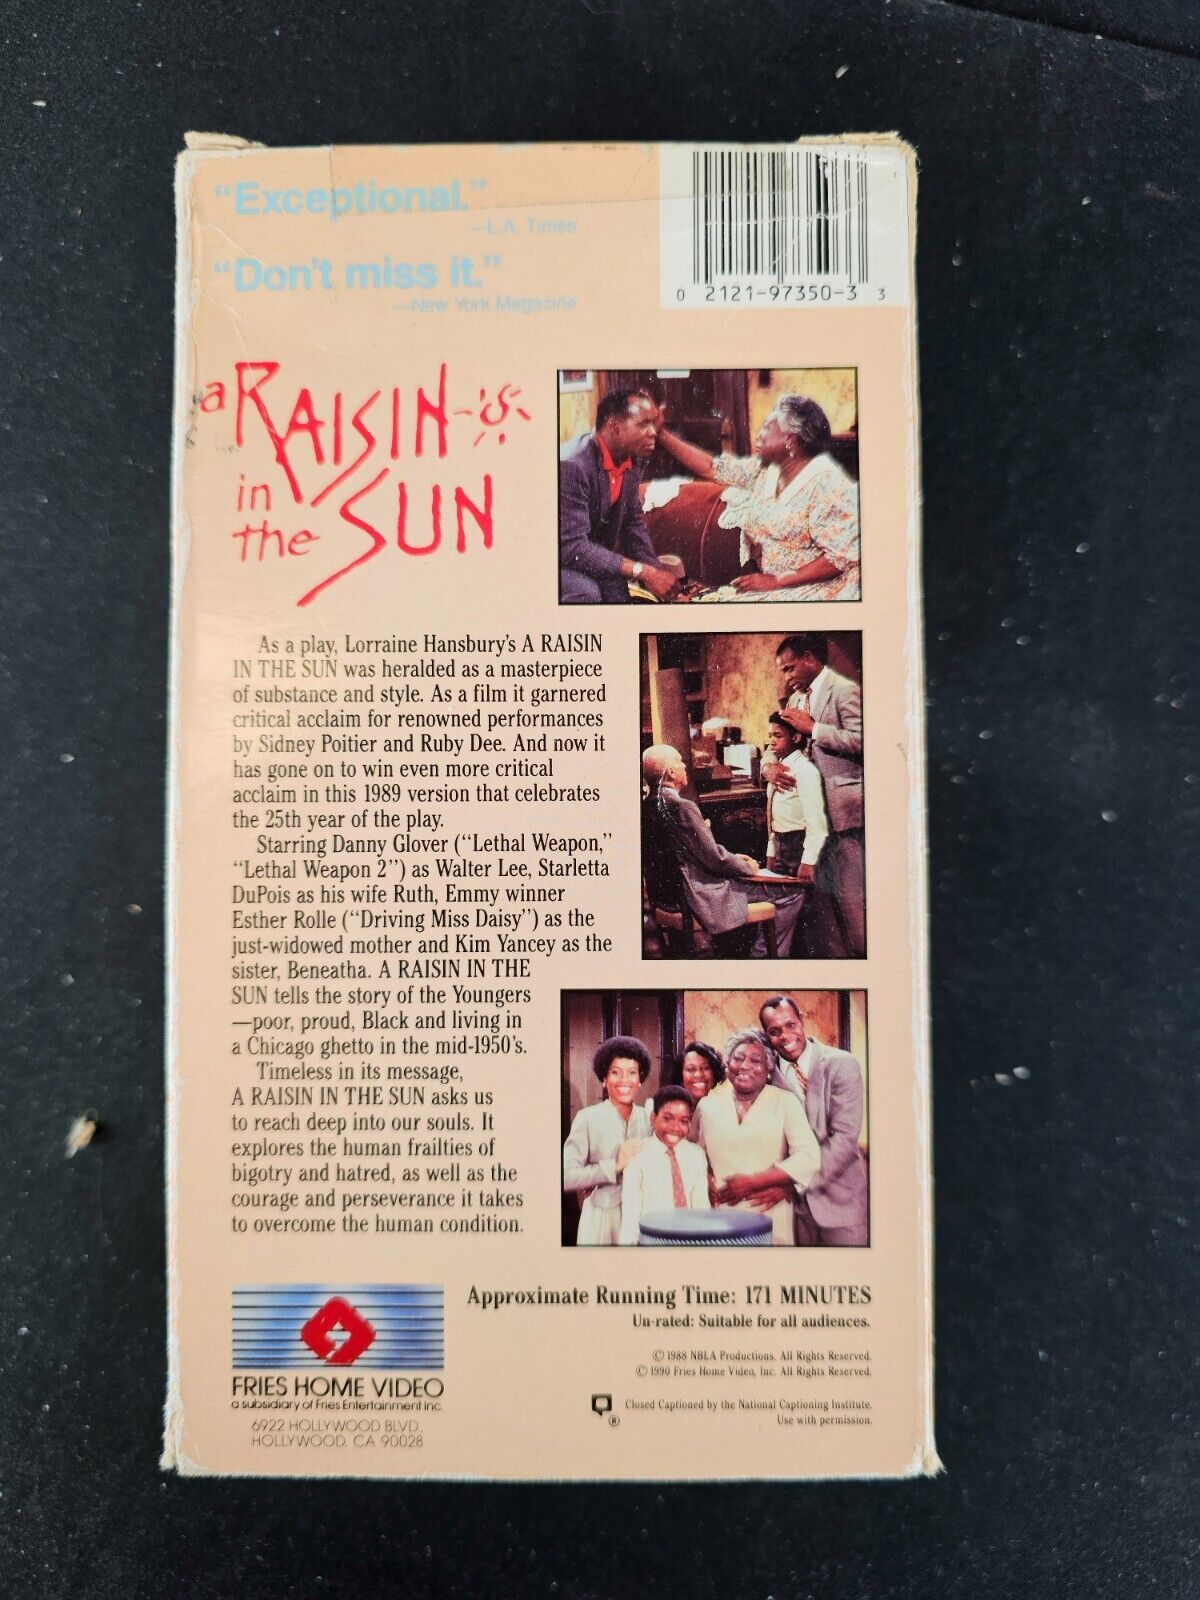 “Exceptional.”
—L.A. Times
“Don't miss it.”
—New York Magazine
0 2121-97350-3 3
a RAISIN
in
the SUN
As a play, Lorraine Hansbury's A RAISIN
IN THE SUN was heralded as a masterpiece
of substance and style. As a film it garnered
critical acclaim for renowned performances
by Sidney Poitier and Ruby Dee. And now it
has gone on to win even more critical
acclaim in this 1989 version that celebrates
the 25th year of the play.
Starring Danny Glover (“Lethal Weapon,”
“Lethal Weapon 2”) as Walter Lee, Starletta
DuPois as his wife Ruth, Emmy winner
Esther Rolle (“Driving Miss Daisy”) as the
just-widowed mother and Kim Yancey as the
sister, Beneatha. A RAISIN IN THE
SUN tells the story of the Youngers
—poor, proud, Black and living in
a Chicago ghetto in the mid-1950's.
Timeless in its message,
A RAISIN IN THE SUN asks us
to reach deep into our souls. It
explores the human frailties of
bigotry and hatred, as well as the
courage and perseverance it takes
to overcome the human condition.
FRIES HOME VIDEO
a subsidiary of Fries Entertainment Inc.
6922 HOLLYWOOD BLVD.
HOLLYWOOD, CA 90028
Approximate Running Time: 171 MINUTES
Un-rated: Suitable for all audiences.
© 1988 NBLA Productions. All Rights Reserved.
© 1990 Fries Home Video, Inc. All Rights Reserved.
® Closed Captioned by the National Captioning Institute.
Use with permission.